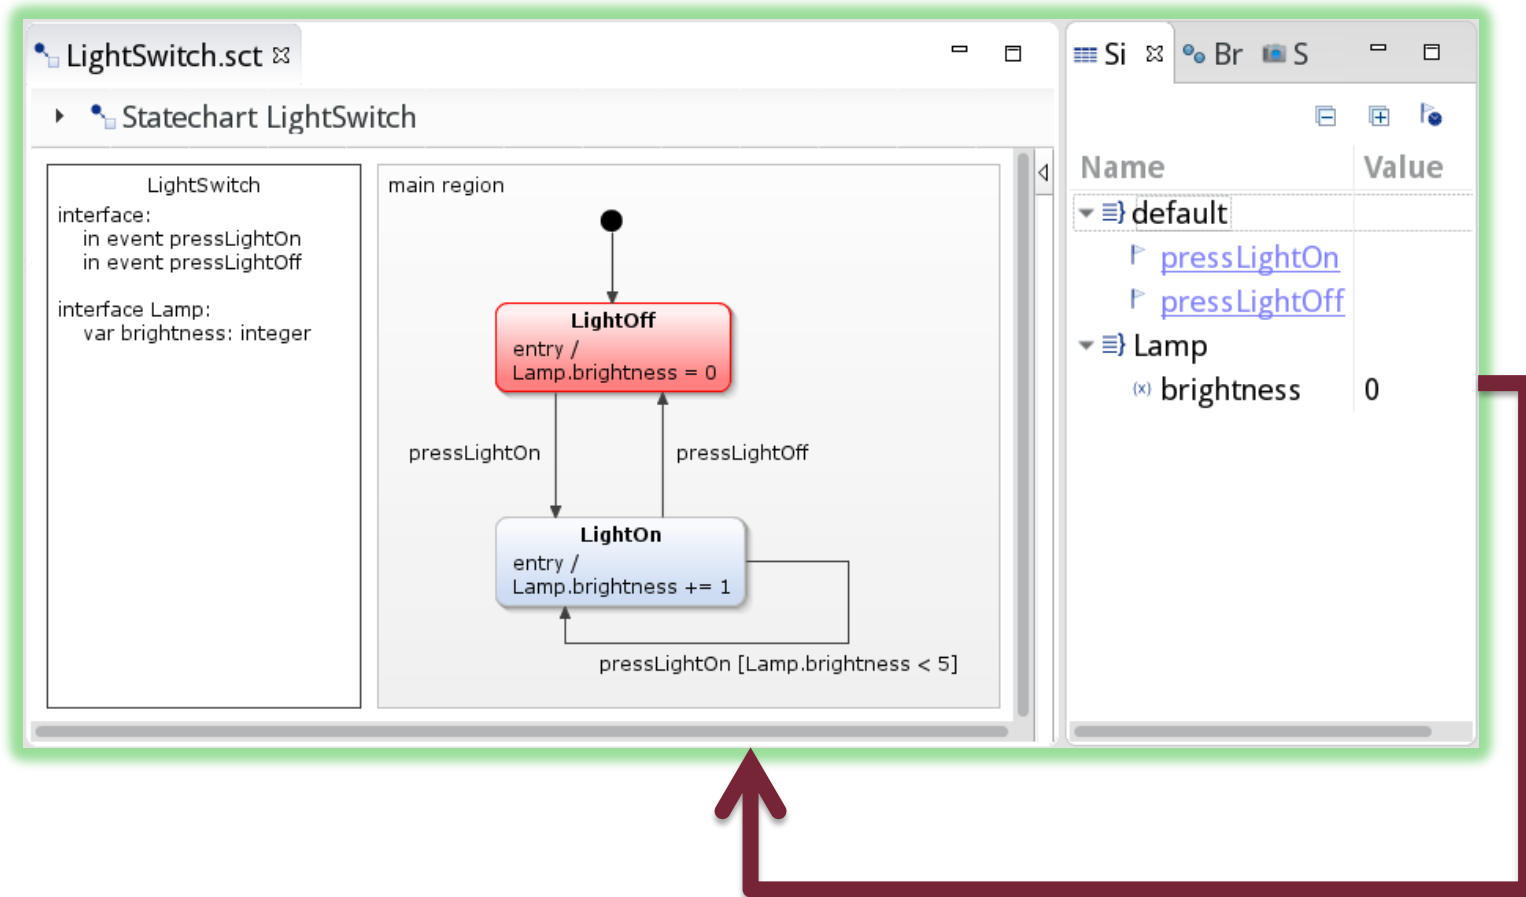 LightSwitch.sct
Statechart LightSwitch
LightSwitch
interface:
in event pressLightOn
in event pressLightOff
interface Lamp:
var brightness: integer
main region
LightOff
entry /
Lamp.brightness = 0
pressLightOn
pressLightOff
LightOn
entry /
Lamp.brightness += 1
pressLightOn [Lamp.brightness < 5]
Si Br S
Name Value
default
pressLightOn
pressLightOff
Lamp
(x) brightness 0